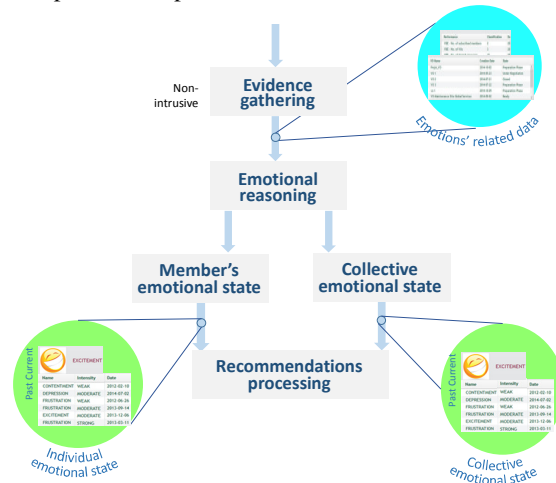 Non-
intrusive
Evidence
gathering
Emotions' related data
Emotional
reasoning
Member's
emotional state
Collective
emotional state
Recommendations
processing
Past Current
EXCITEMENT
Name Intensity Date
CONTENTMENT WEAK 2012-02-10
DEPRESSION MODERATE 2014-07-02
FRUSTRATION WEAK 2012-06-26
FRUSTRATION MODERATE 2013-09-14
EXCITEMENT MODERATE 2013-12-06
FRUSTRATION STRONG 2013-03-11
Individual
emotional state
Past Current
EXCITEMENT
Name Intensity Date
CONTENTMENT WEAK 2012-02-10
DEPRESSION MODERATE 2014-07-02
FRUSTRATION WEAK 2012-06-26
FRUSTRATION MODERATE 2013-09-14
EXCITEMENT MODERATE 2013-12-06
FRUSTRATION STRONG 2013-03-11
Collective
emotional state